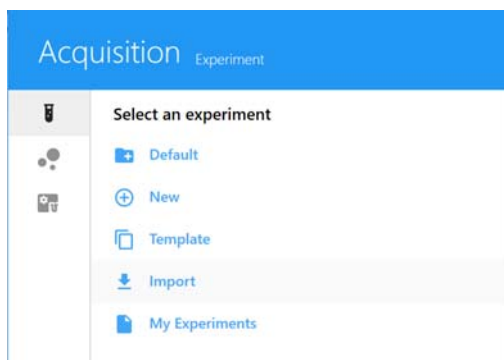 Acquisition Experiment
Select an experiment
Default
New
Template
Import
My Experiments